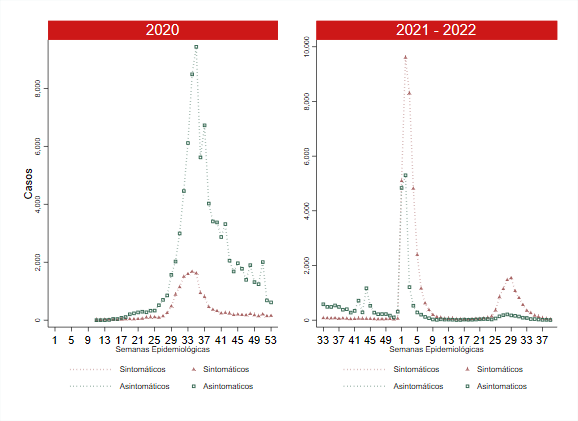 2020
2021 - 2022
Casos
8,000
6,000
4,000
2,000
0
10,000
8,000
6,000
4,000
2,000
0
1 5 9 13 17 21 25 29 33 37 41 45 49 53
33 37 41 45 49 1 5 9 13 17 21 25 29 33 37
Semanas Epidemiológicas
Semanas Epidemiológicas
Sintomáticos Sintomáticos
Asintomáticos Asintomaticos
Sintomáticos Sintomáticos
Asintomáticos Asintomaticos